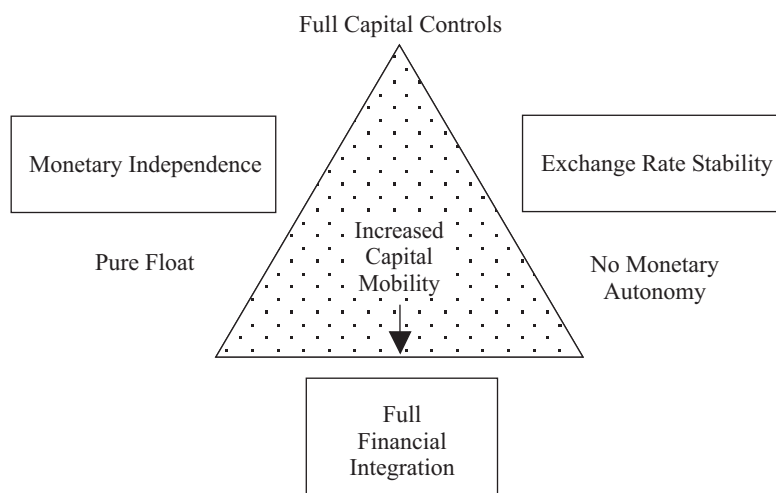 Full Capital Controls
Monetary Independence
Exchange Rate Stability
Increased
Capital
Mobility
Pure Float
No Monetary
Autonomy
Full
Financial
Integration